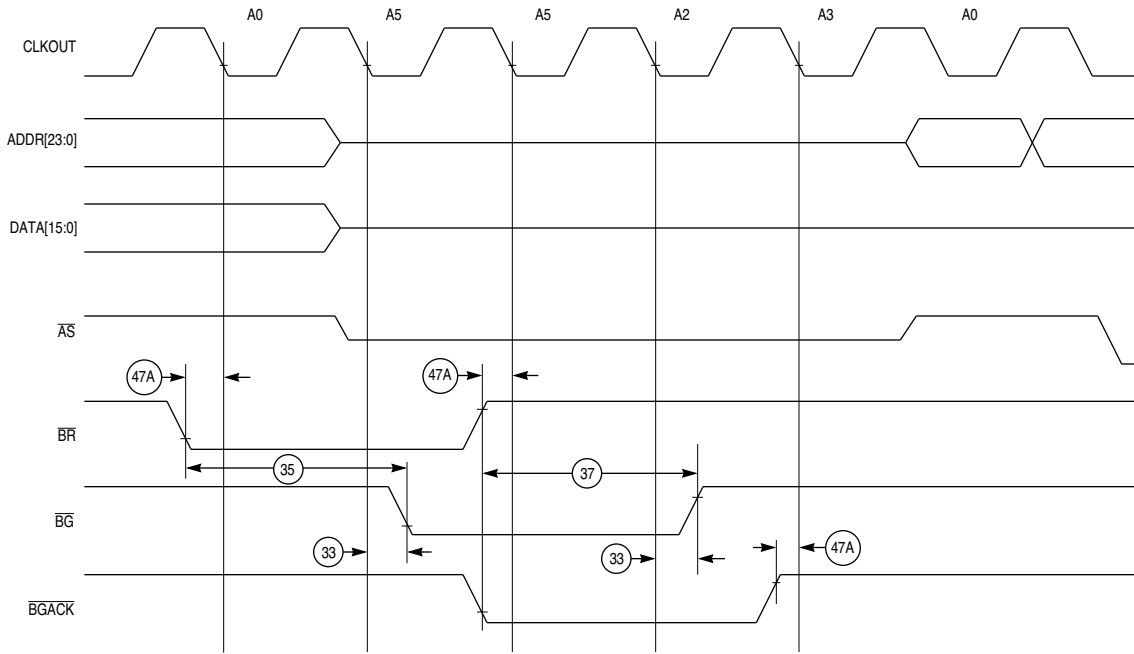 A0 A5 A5 A2 A3 A0
CLKOUT
ADDR[23:0]
DATA[15:0]
AS
47A 47A
BR
35 37
BG
33 33 47A
BGACK